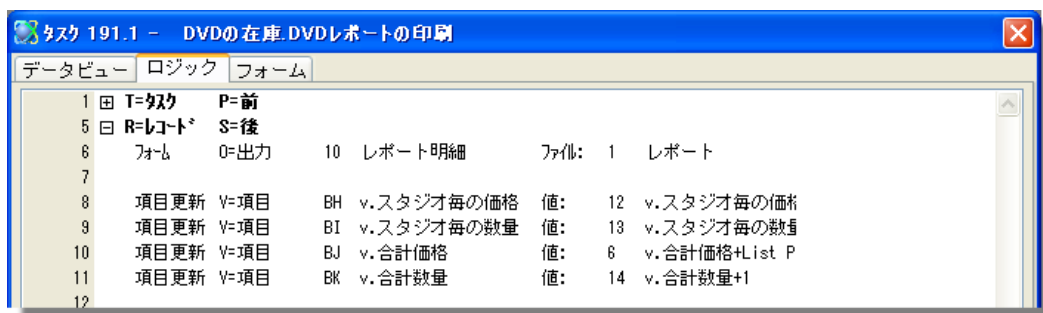 タスク 191.1 - DVDの在庫.DVDレポートの印刷
データビュー ロジック フォーム
1 T=タスク P=前
5 R=レコード S=後
6 フォーム O=出力 10 レポート明細 ファイル: 1 レポート
7
8 項目更新 V=項目 BH v.スタジオ毎の価格 値: 12 v.スタジオ毎の価格
9 項目更新 V=項目 BI v.スタジオ毎の数量 値: 13 v.スタジオ毎の数量
10 項目更新 V=項目 BJ v.合計価格 値: 6 v.合計価格+List P
11 項目更新 V=項目 BK v.合計数量 値: 14 v.合計数量+1
12